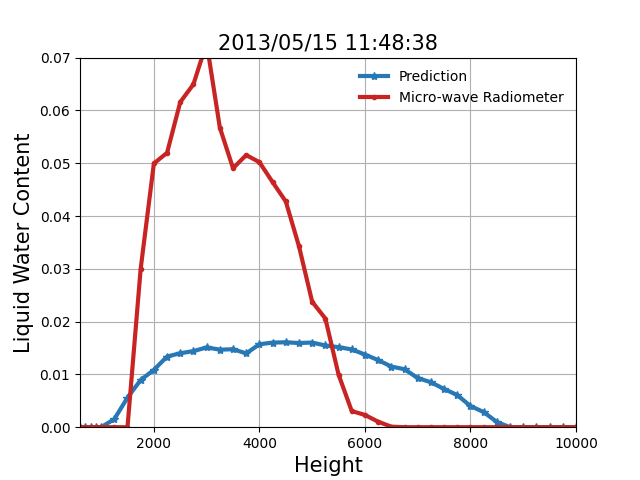 2013/05/15 11:48:38
Prediction
Micro-wave Radiometer
Liquid Water Content
0.07
0.06
0.05
0.04
0.03
0.02
0.01
0.00
2000 4000 6000 8000 10000
Height